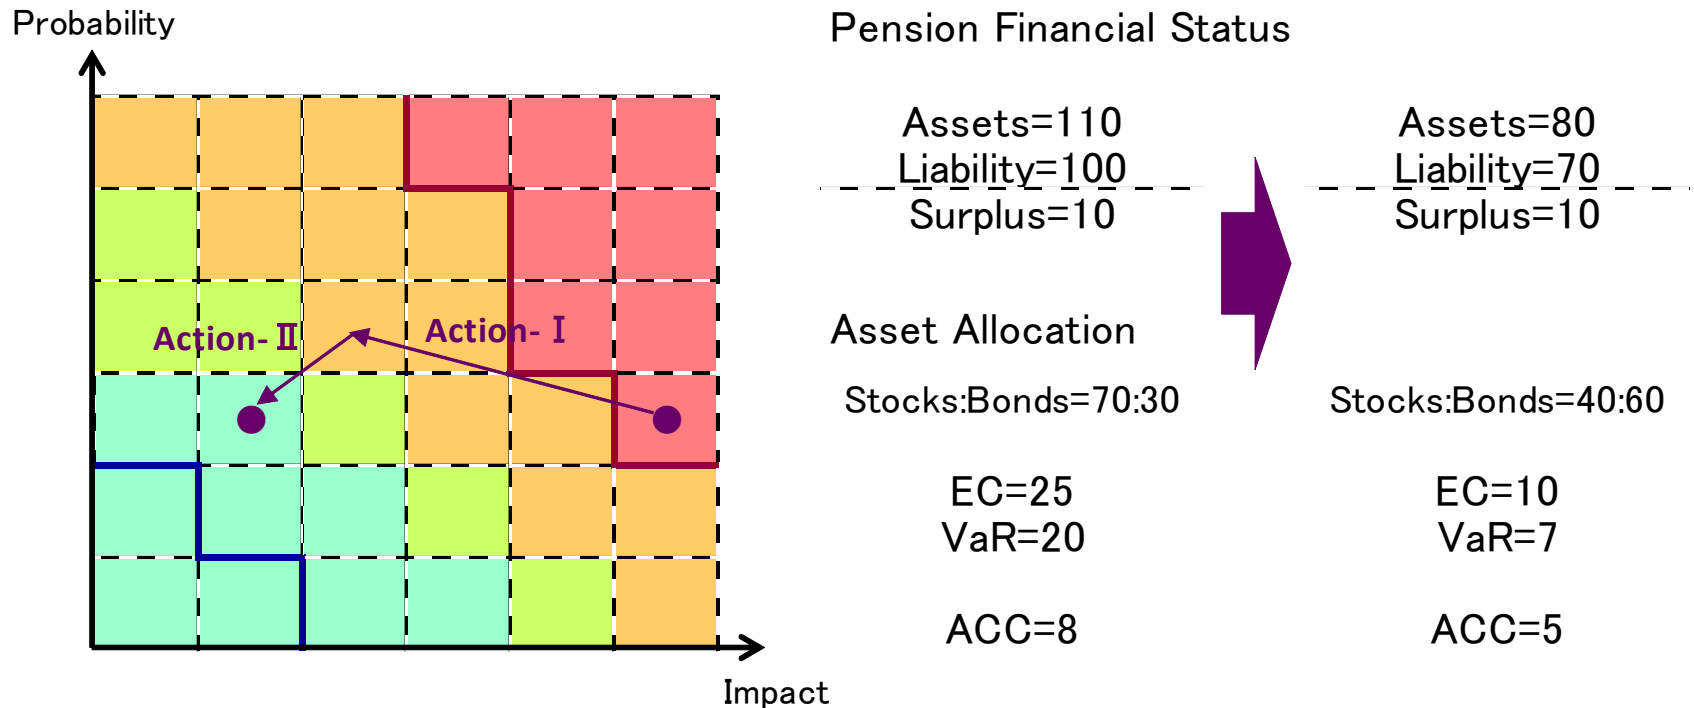 Probability
Action-Ⅱ
Action-Ⅰ
Impact
Pension Financial Status
Assets=110
Liability=100
Surplus=10
Assets=80
Liability=70
Surplus=10
Asset Allocation
Stocks:Bonds=70:30
Stocks:Bonds=40:60
EC=25
VaR=20
EC=10
VaR=7
ACC=8
ACC=5